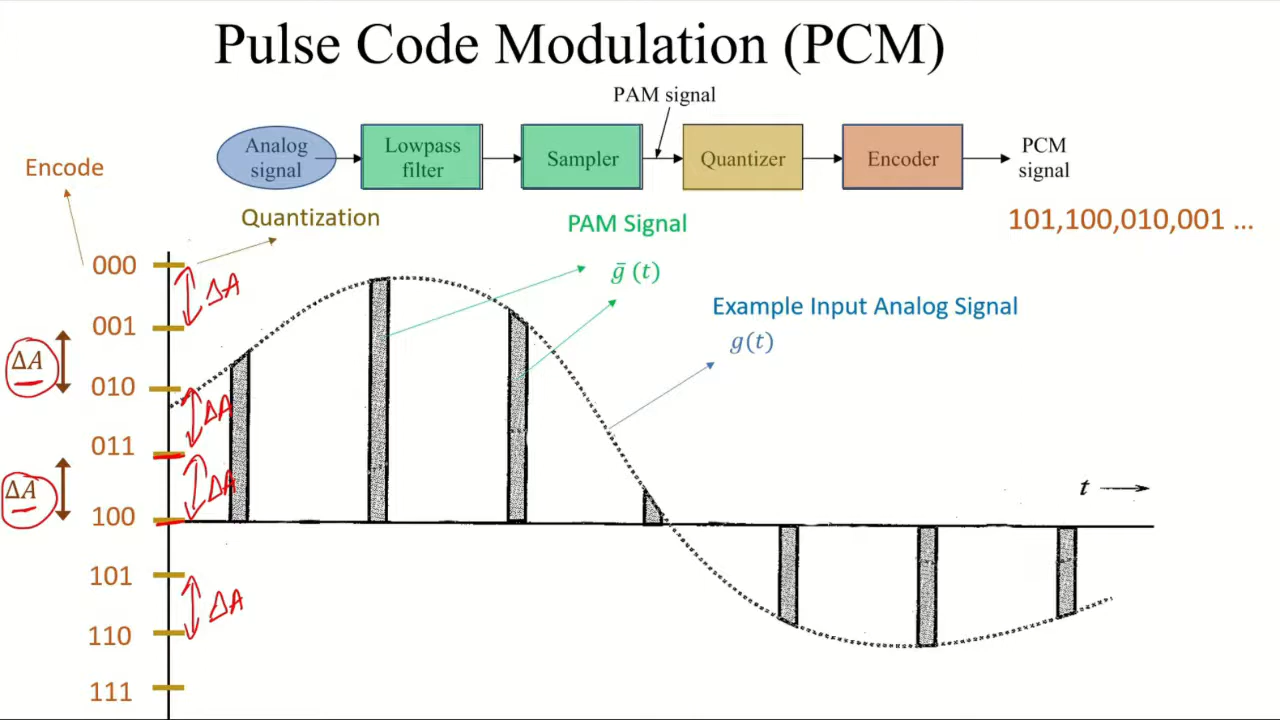 Pulse Code Modulation (PCM)
PAM signal
Analog signal
Lowpass filter
Sampler
Quantizer
Encoder
PCM signal
Encode
Quantization
PAM Signal
101,100,010,001 ...
000
ΔA
ḡ (t)
Example Input Analog Signal
g(t)
001
ΔA
010
ΔA
011
ΔA
ΔA
100
t
101
ΔA
110
111